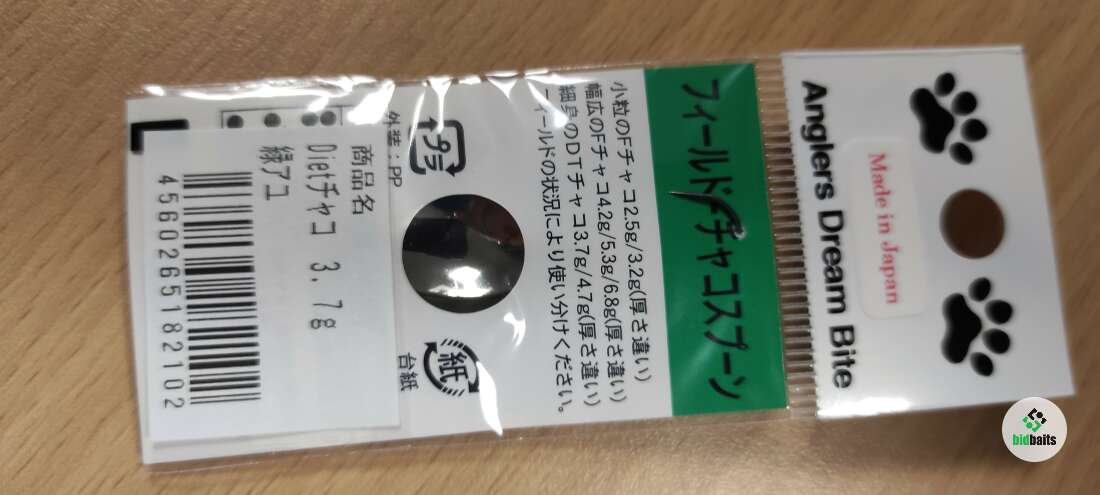 Anglers Dream Bite
Made in Japan
フィールドチャコスプーン
小粒のFチャコ2.5g/3.2g(厚さ違い)
幅広のFチャコ4.2g/5.3g/6.8g(厚さ違い)
細身のDTチャコ3.7g/4.7g(厚さ違い)
フィールドの状況により使い分けください。
プラ
外装：PP
紙
台紙
商品名
Dietチャコ 3.7g
緑アユ
4560265182102
bidbaits